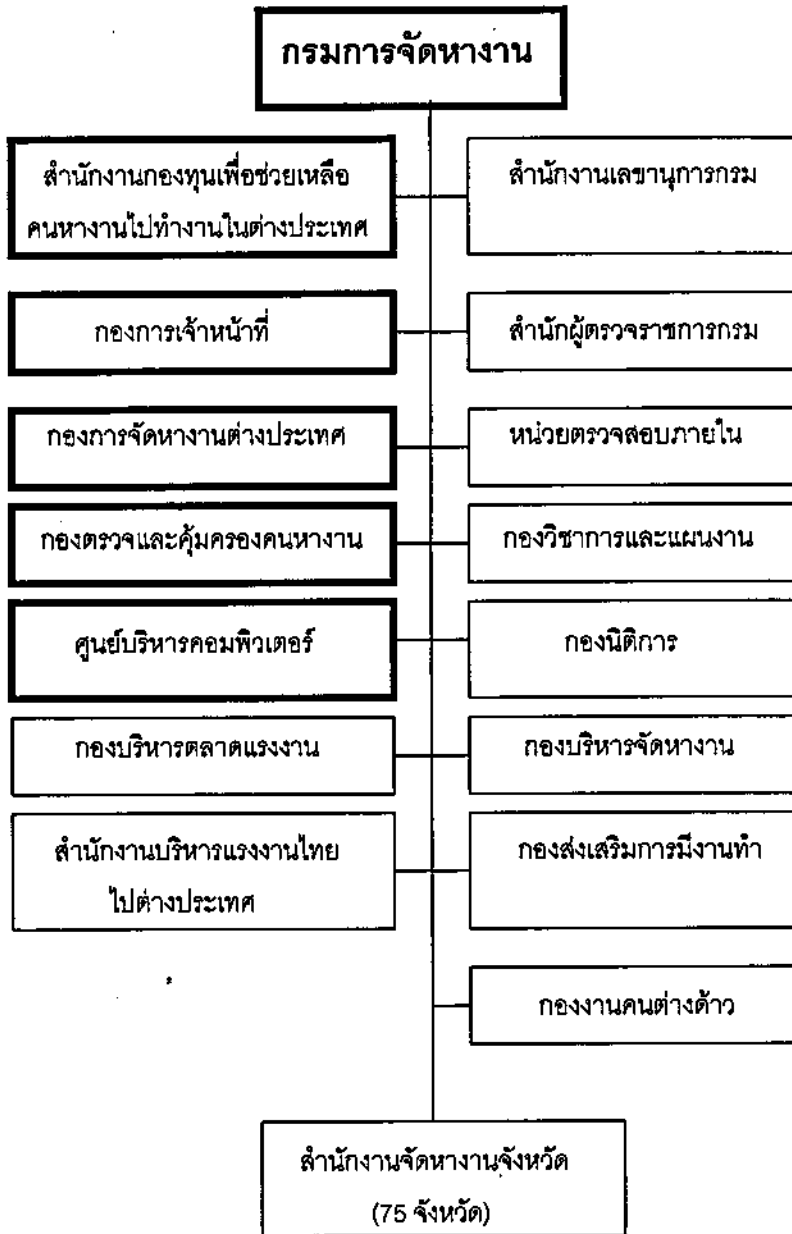 กรมการจัดหางาน
สำนักงานกองทุนเพื่อช่วยเหลือ
คนหางานไปทำงานในต่างประเทศ
สำนักงานเลขานุการกรม
กองการเจ้าหน้าที่
สำนักผู้ตรวจราชการกรม
กองการจัดหางานต่างประเทศ
หน่วยตรวจสอบภายใน
กองตรวจและคุ้มครองคนหางาน
กองวิชาการและแผนงาน
ศูนย์บริหารคอมพิวเตอร์
กองนิติการ
กองบริหารตลาดแรงงาน
กองบริหารจัดหางาน
สำนักงานบริหารแรงงานไทย
ไปต่างประเทศ
กองส่งเสริมการมีงานทำ
กองงานคนต่างด้าว
สำนักงานจัดหางานจังหวัด
(75 จังหวัด)